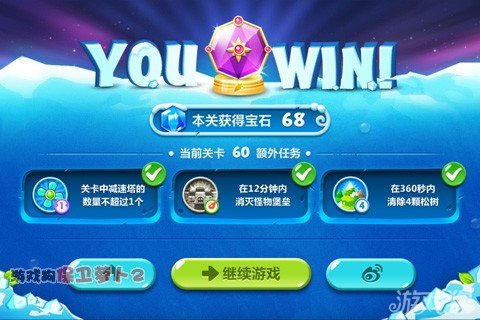 YOU WIN!
本关获得宝石 68
当前关卡 60 额外任务
关卡中减速塔的
数量不超过1个
1
在12分钟内
消灭怪物堡垒
在360秒内
清除4颗松树
4
游戏狗保卫萝卜2
继续游戏